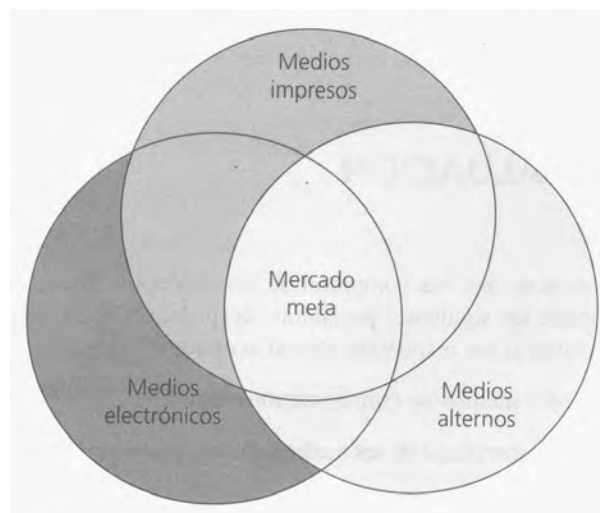 Medios
impresos
Mercado
meta
Medios
electrónicos
Medios
alternos